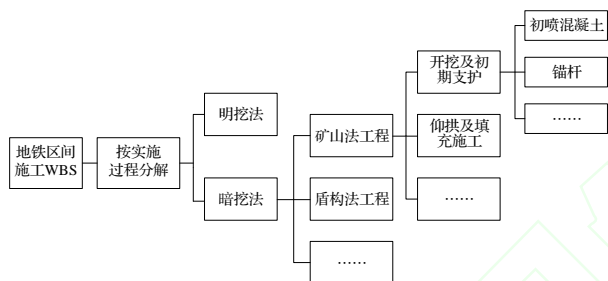 地铁区间
施工WBS
按实施
过程分解
明挖法
暗挖法
矿山法工程
盾构法工程
……
开挖及初
期支护
仰拱及填
充施工
……
初喷混凝土
锚杆
……